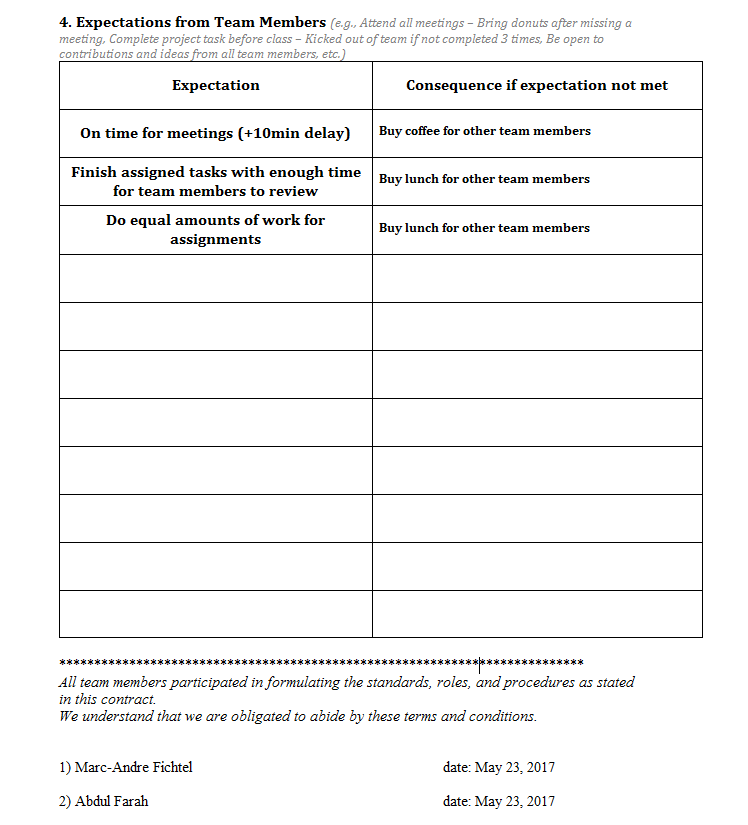 4. Expectations from Team Members (e.g., Attend all meetings – Bring donuts after missing a
meeting, Complete project task before class – Kicked out of team if not completed 3 times, Be open to
contributions and ideas from all team members, etc.)
Expectation
Consequence if expectation not met
On time for meetings (+10min delay)
Buy coffee for other team members
Finish assigned tasks with enough time
for team members to review
Buy lunch for other team members
Do equal amounts of work for
assignments
Buy lunch for other team members
***************************************************************************
All team members participated in formulating the standards, roles, and procedures as stated
in this contract.
We understand that we are obligated to abide by these terms and conditions.
1) Marc-Andre Fichtel
date: May 23, 2017
2) Abdul Farah
date: May 23, 2017